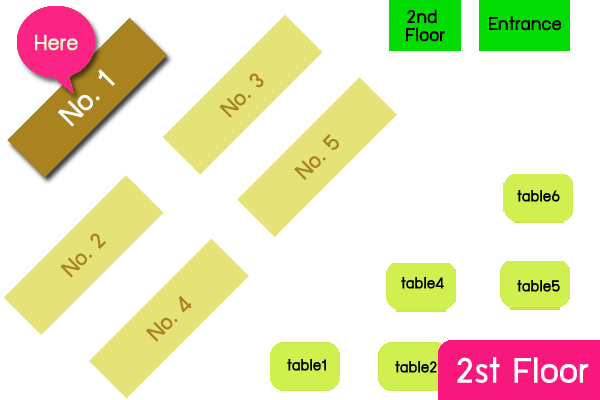 Here
2nd
Floor
Entrance
No. 1
No. 3
No. 5
table6
No. 2
No. 4
table4
table5
table1
table2
2st Floor